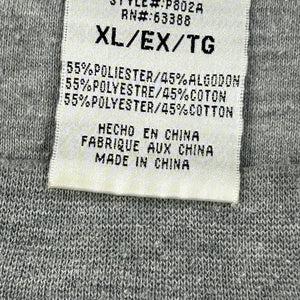 STYLE#:P802A
RN#:63388
XL/EX/TG
55%POLIESTER/45%ALGODON
55%POLYESTRE/45%COTON
55%POLYESTER/45%COTTON
HECHO EN CHINA
FABRIQUE AUX CHINA
MADE IN CHINA